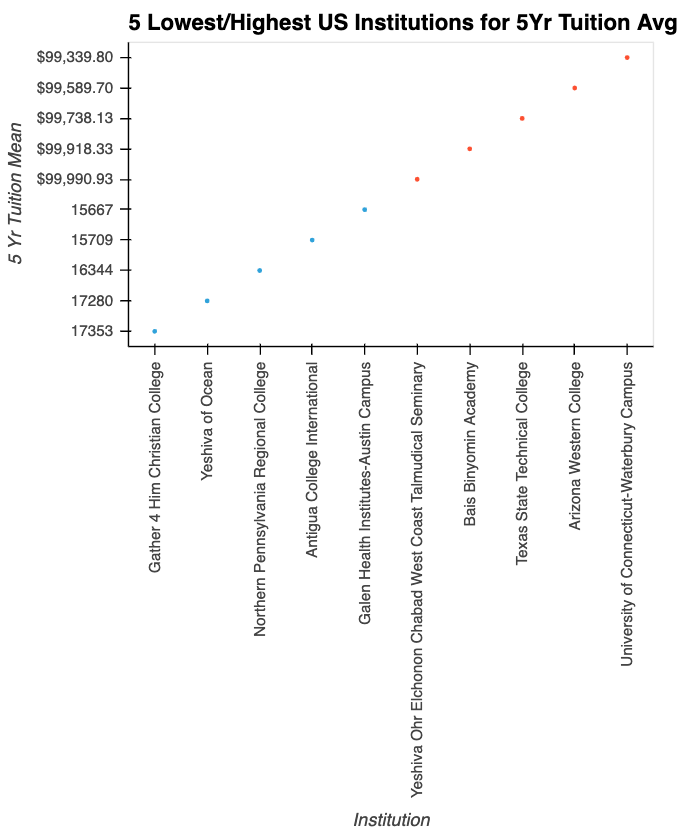 5 Lowest/Highest US Institutions for 5Yr Tuition Avg
5 Yr Tuition Mean
$99,339.80
$99,589.70
$99,738.13
$99,918.33
$99,990.93
15667
15709
16344
17280
17353
Gather 4 Him Christian College
Yeshiva of Ocean
Northern Pennsylvania Regional College
Antigua College International
Galen Health Institutes-Austin Campus
Yeshiva Ohr Elchonon Chabad West Coast Talmudical Seminary
Bais Binyomin Academy
Texas State Technical College
Arizona Western College
University of Connecticut-Waterbury Campus
Institution